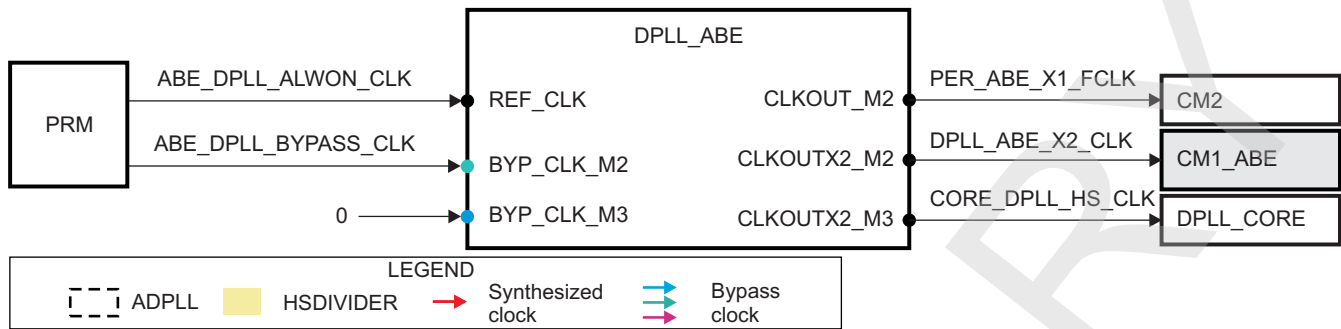 DPLL_ABE
PRM
ABE_DPLL_ALWON_CLK
REF_CLK
CLKOUT_M2
PER_ABE_X1_FCLK
CM2
ABE_DPLL_BYPASS_CLK
BYP_CLK_M2
CLKOUTX2_M2
DPLL_ABE_X2_CLK
CM1_ABE
0
BYP_CLK_M3
CLKOUTX2_M3
CORE_DPLL_HS_CLK
DPLL_CORE
LEGEND
ADPLL
HSDIVIDER
Synthesized
clock
Bypass
clock
RY